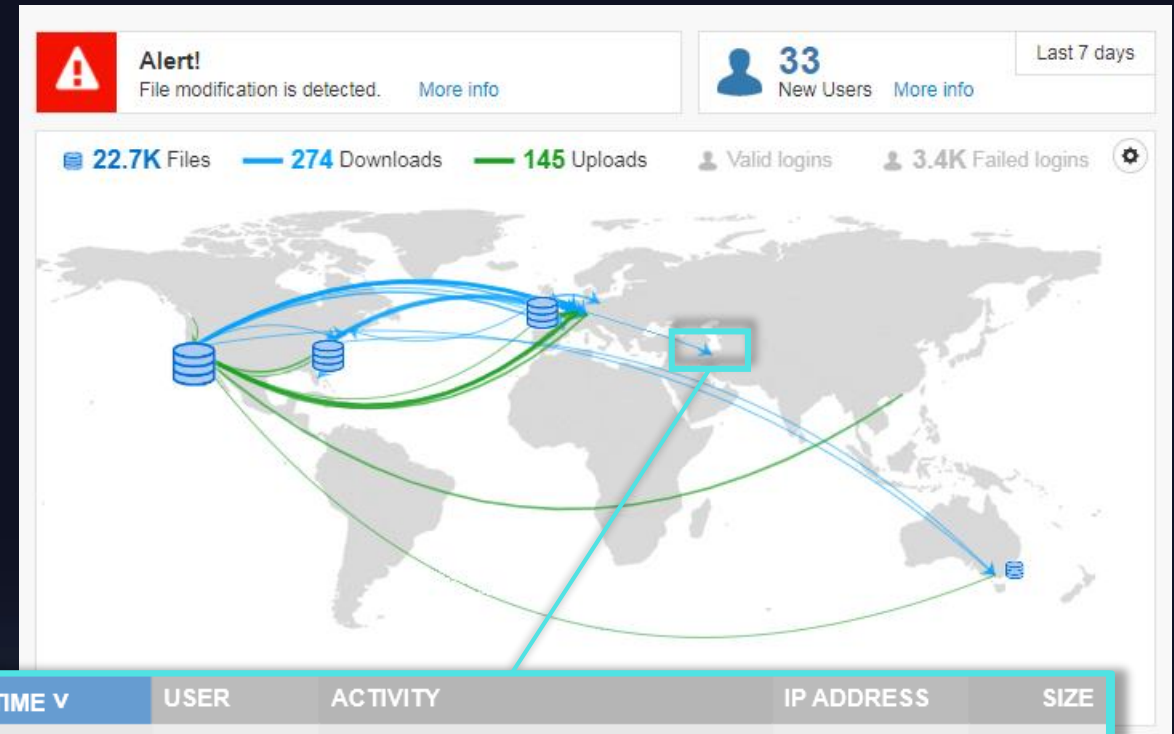 Alert!
File modification is detected. More info
33
New Users More info
Last 7 days
22.7K Files 274 Downloads 145 Uploads Valid logins 3.4K Failed logins
TIME V USER ACTIVITY IP ADDRESS SIZE